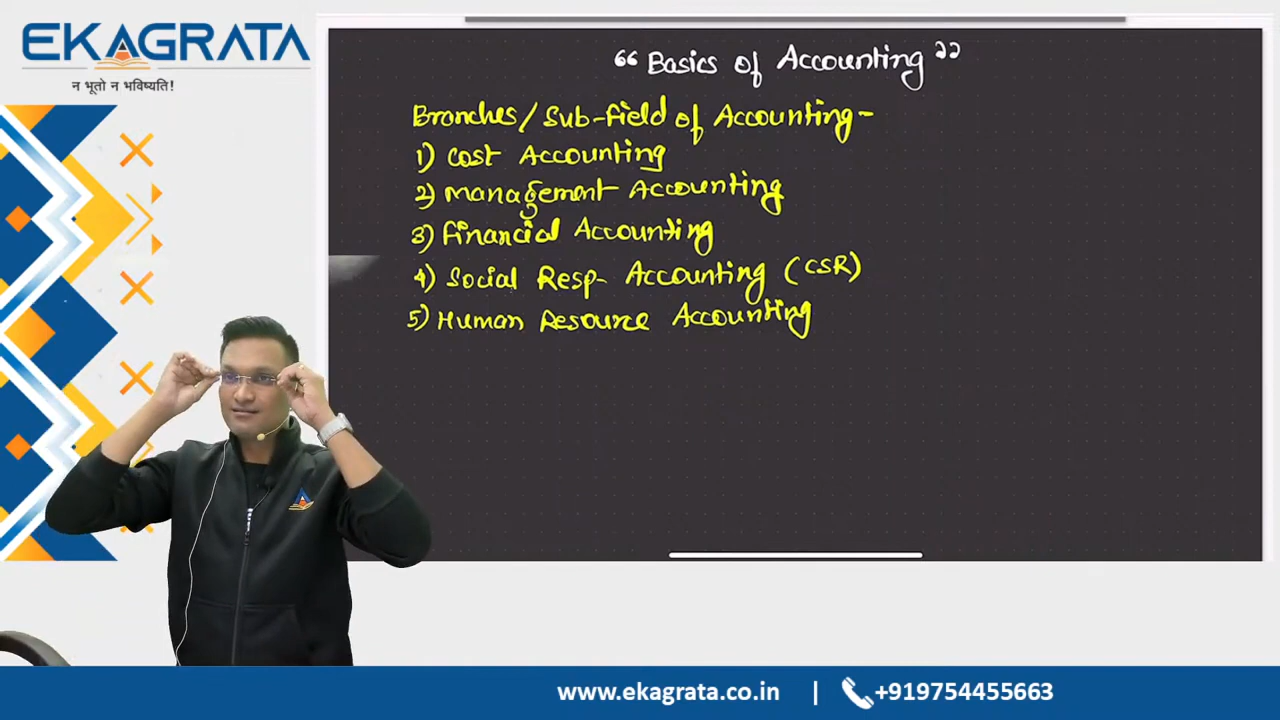 EKAGRATA
न भूतो न भविष्यति!
“Basics of Accounting”
Branches/Sub-Field of Accounting-
1) Cost Accounting
2) Management Accounting
3) Financial Accounting
4) Social Resp- Accounting (CSR)
5) Human Resource Accounting
www.ekagrata.co.in | +919754455663